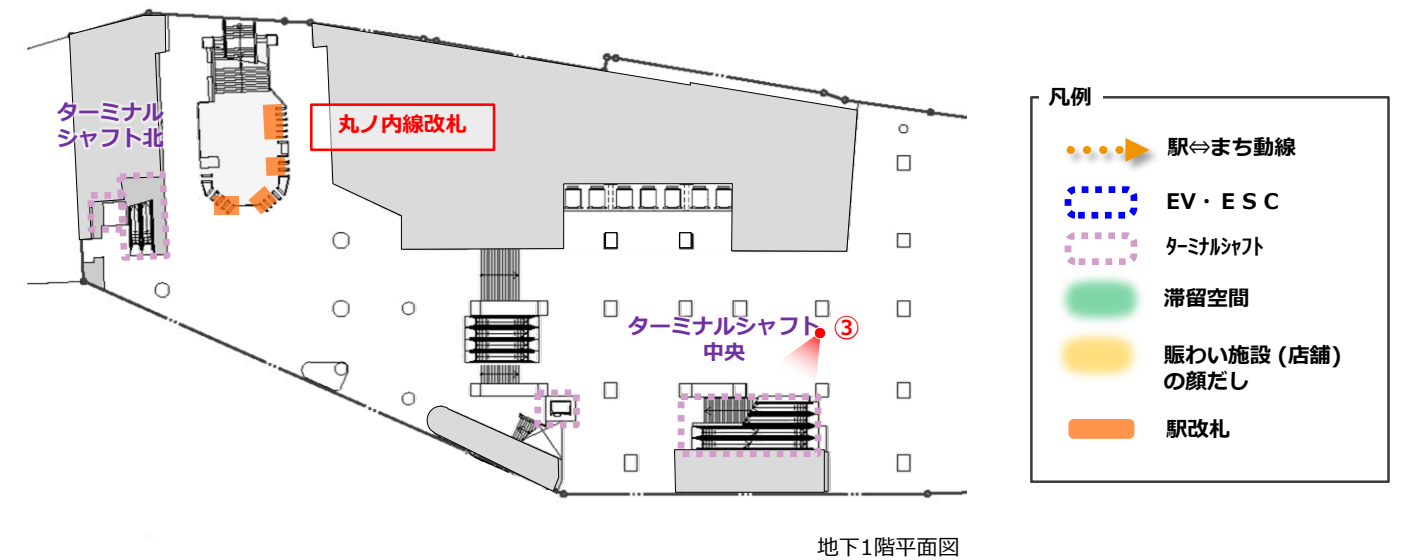 ターミナル
シャフト北
丸ノ内線改札
ターミナルシャフト
中央
③
地下1階平面図
凡例
駅⇔まち動線
EV・ＥＳＣ
ﾀｰﾐﾅﾙｼｬﾌﾄ
滞留空間
賑わい施設 (店舗)
の顔だし
駅改札